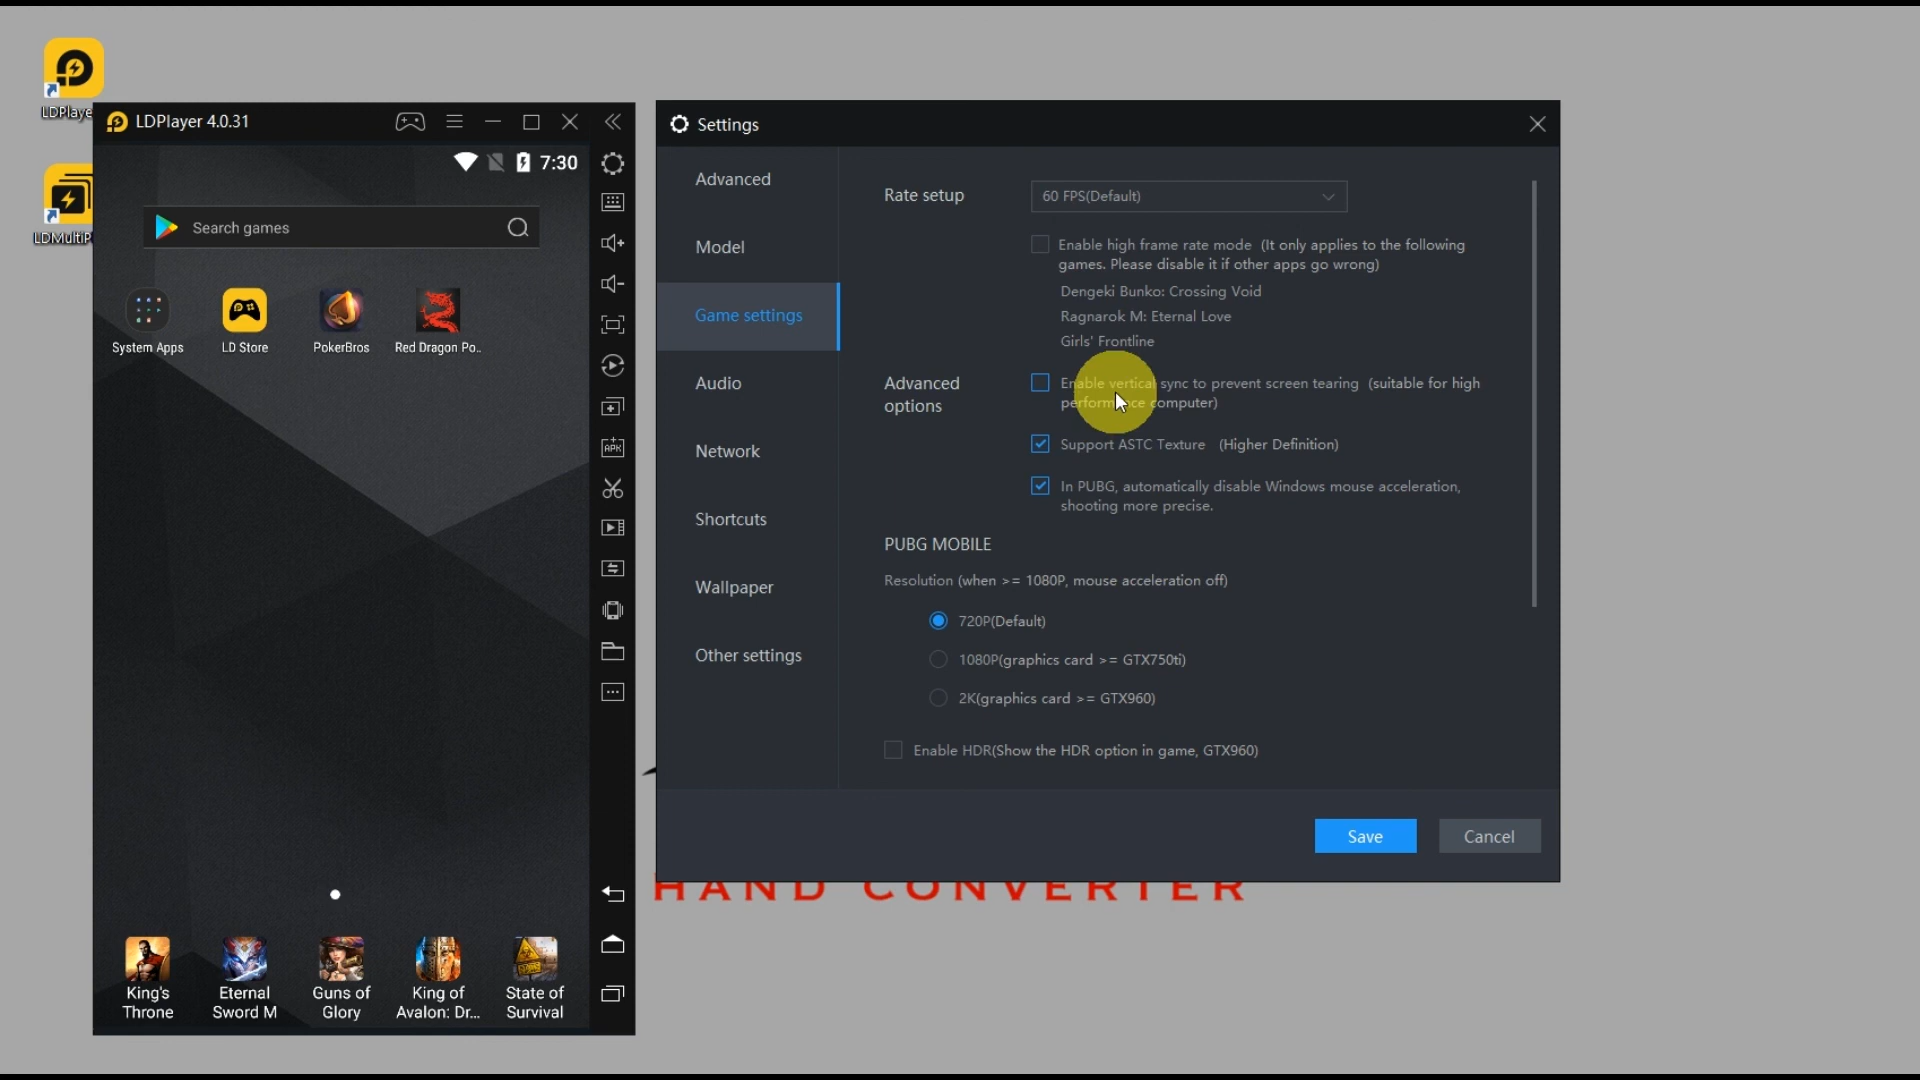 LDPlaye
LDMultiP
LDPlayer 4.0.31
7:30
Search games
System Apps
LD Store
PokerBros
Red Dragon Po..
King's
Throne
Eternal
Sword M
Guns of
Glory
King of
Avalon: Dr...
State of
Survival
APK
Settings
Advanced
Model
Game settings
Audio
Network
Shortcuts
Wallpaper
Other settings
Rate setup
60 FPS(Default)
Enable high frame rate mode (It only applies to the following
games. Please disable it if other apps go wrong)
Dengeki Bunko: Crossing Void
Ragnarok M: Eternal Love
Girls' Frontline
Advanced
options
Enable vertical sync to prevent screen tearing (suitable for high
performance computer)
Support ASTC Texture (Higher Definition)
In PUBG, automatically disable Windows mouse acceleration,
shooting more precise.
PUBG MOBILE
Resolution (when >= 1080P, mouse acceleration off)
720P(Default)
1080P(graphics card >= GTX750ti)
2K(graphics card >= GTX960)
Enable HDR(Show the HDR option in game, GTX960)
Save
Cancel
HAND CONVERTER